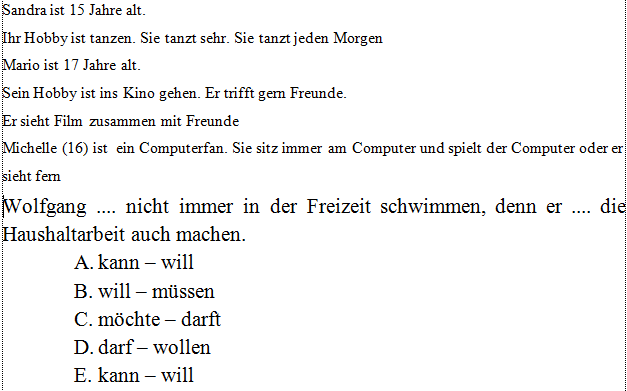 Sandra ist 15 Jahre alt.
Ihr Hobby ist tanzen. Sie tanzt sehr. Sie tanzt jeden Morgen
Mario ist 17 Jahre alt.
Sein Hobby ist ins Kino gehen. Er trifft gern Freunde.
Er sieht Film zusammen mit Freunde
Michelle (16) ist ein Computerfan. Sie sitz immer am Computer und spielt der Computer oder er
sieht fern
Wolfgang .... nicht immer in der Freizeit schwimmen, denn er .... die
Haushaltarbeit auch machen.
A. kann – will
B. will – müssen
C. möchte – darft
D. darf – wollen
E. kann – will